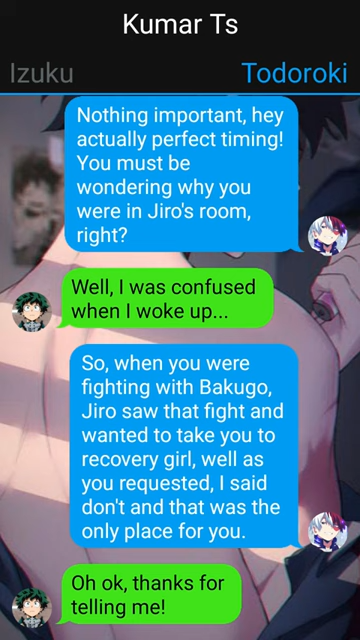 Kumar Ts
Izuku Todoroki
Nothing important, hey
actually perfect timing!
You must be
wondering why you
were in Jiro's room,
right?
Well, I was confused
when I woke up...
So, when you were
fighting with Bakugo,
Jiro saw that fight and
wanted to take you to
recovery girl, well as
you requested, I said
don't and that was the
only place for you.
Oh ok, thanks for
telling me!